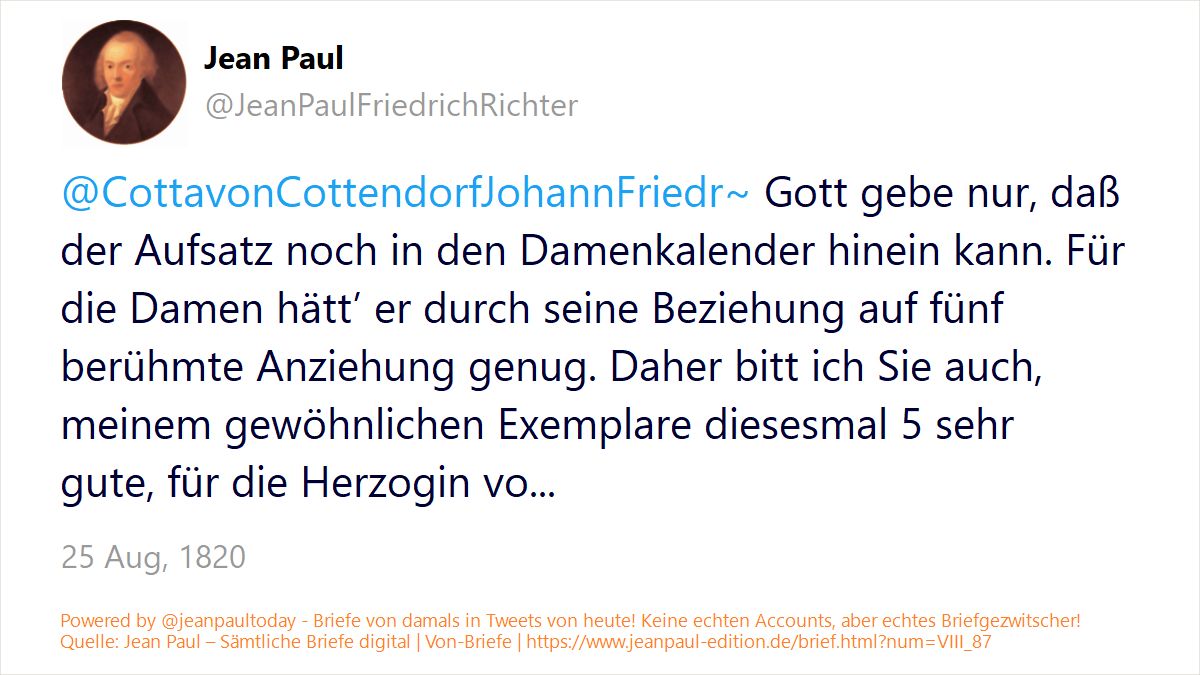 Jean Paul
@JeanPaulFriedrichRichter
@CottavonCottendorfJohannFriedr~ Gott gebe nur, daß
der Aufsatz noch in den Damenkalender hinein kann. Für
die Damen hätt’ er durch seine Beziehung auf fünf
berühmte Anziehung genug. Daher bitt ich Sie auch,
meinem gewöhnlichen Exemplare diesesmal 5 sehr
gute, für die Herzogin vo...
25 Aug, 1820
Powered by @jeanpaultoday - Briefe von damals in Tweets von heute! Keine echten Accounts, aber echtes Briefgezwitscher!
Quelle: Jean Paul – Sämtliche Briefe digital | Von-Briefe | https://www.jeanpaul-edition.de/brief.html?num=VIII_87